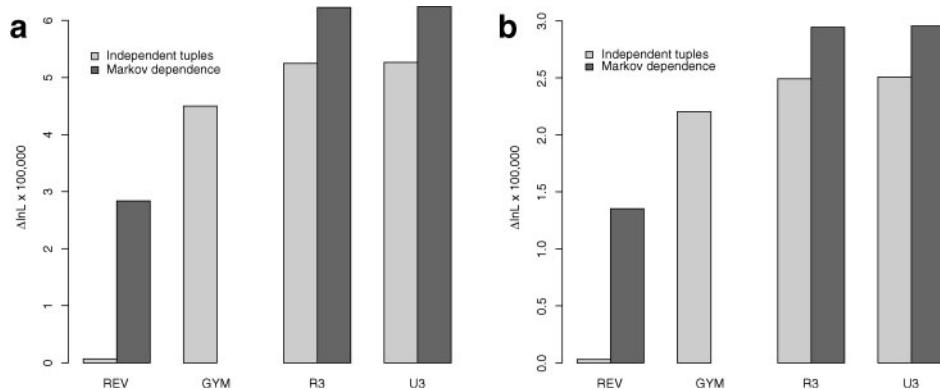 a
6
5
4
3
2
1
0
ΔlnL x 100,000
Independent tuples
Markov dependence
REV GYM R3 U3
b
3.0
2.5
2.0
1.5
1.0
0.5
0.0
ΔlnL x 100,000
Independent tuples
Markov dependence
REV GYM R3 U3